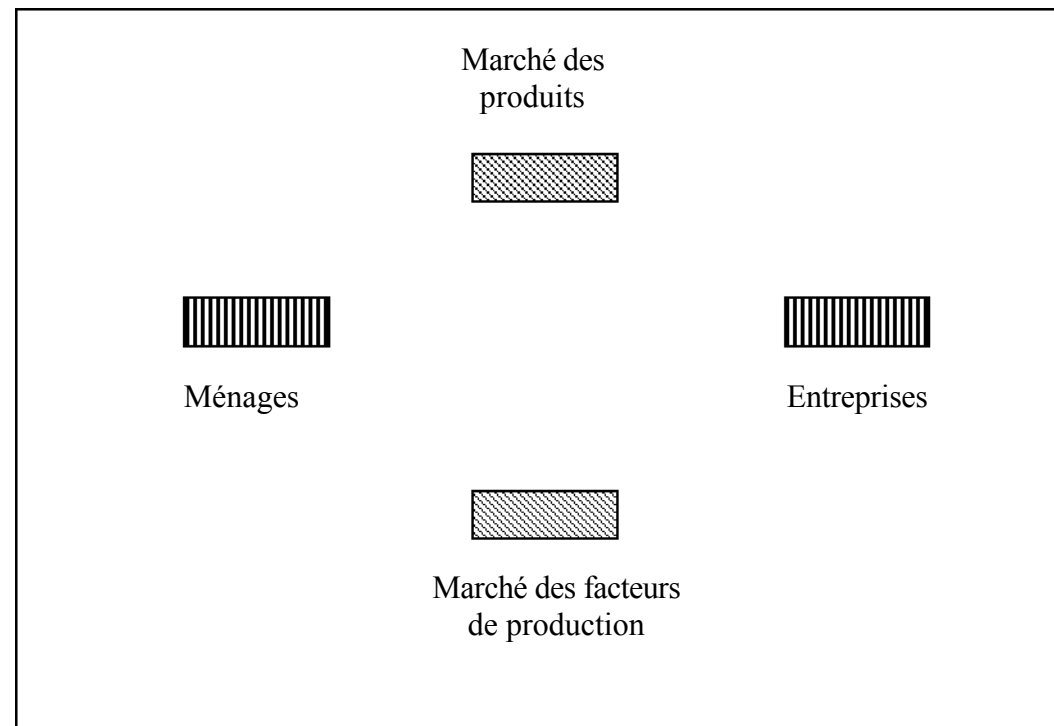 Marché des
produits
Ménages
Entreprises
Marché des facteurs
de production